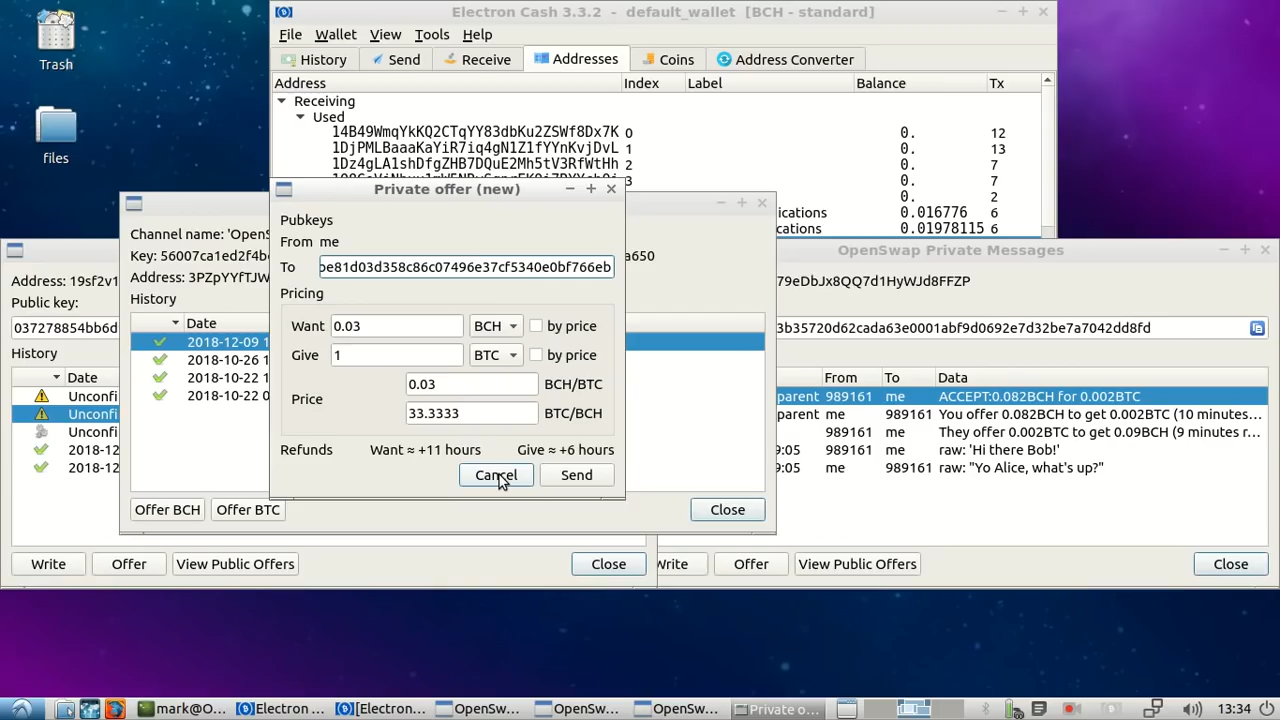 Trash
files
Electron Cash 3.3.2 - default_wallet [BCH - standard]
File Wallet View Tools Help
History Send Receive Addresses Coins Address Converter
Address Index Label Balance Tx
Receiving
Used
14B49WmqYkKQ2CTqYY83dbKu2ZSWf8Dx7K 0 0. 12
1DjPMLBaaaKaYiR7iq4gN1Z1fYYnKvjDvL 1 0. 13
1Dz4gLA1shDfgZHB7DQuE2Mh5tV3RfWtHh 2 0. 7
3 0. 7
0. 2
ications 0.016776 6
cations 0.01978115 6
Private offer (new)
Pubkeys
From me
To be81d03d358c86c07496e37cf5340e0bf766eb
Pricing
Want 0.03 BCH by price
Give 1 BTC by price
Price
0.03 BCH/BTC
33.3333 BTC/BCH
Refunds Want ≈ +11 hours Give ≈ +6 hours
Cancel Send
Channel name: 'OpenS
Key: 56007ca1ed2f4b
a650
Address: 3PZpYYfTJW
History
Date
2018-12-09 1
2018-10-26 1
2018-10-22 1
2018-10-22 0
Offer BCH Offer BTC Close
Address: 19sf2v1
Public key:
037278854bb6d
History
Date
Unconfi
Unconfi
Unconfi
2018-12
2018-12
Write Offer View Public Offers Close
OpenSwap Private Messages
79eDbJx8QQ7d1HyWJd8FFZP
3b35720d62cada63e0001abf9d0692e7d32be7a7042dd8fd
From To Data
parent 989161 me ACCEPT:0.082BCH for 0.002BTC
parent me 989161 You offer 0.082BCH to get 0.002BTC (10 minutes...
989161 me They offer 0.002BTC to get 0.09BCH (9 minutes r...
9:05 989161 me raw: 'Hi there Bob!'
9:05 me 989161 raw: "Yo Alice, what's up?"
Write Offer View Public Offers Close
mark@O... Electron ... [Electron... OpenSw... OpenSw... OpenSw... Private o... 13:34